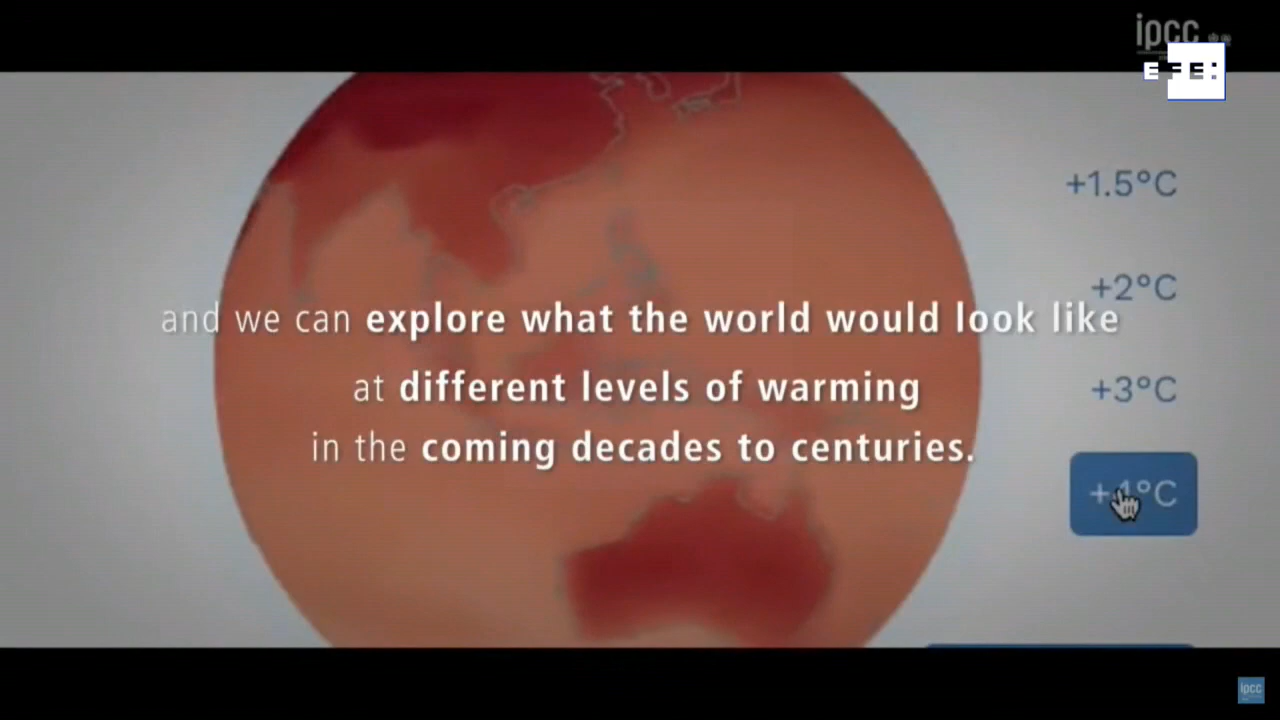 ipcc
EFE:
+1.5°C
+2°C
and we can explore what the world would look like
at different levels of warming
+3°C
in the coming decades to centuries.
+4°C
ipcc